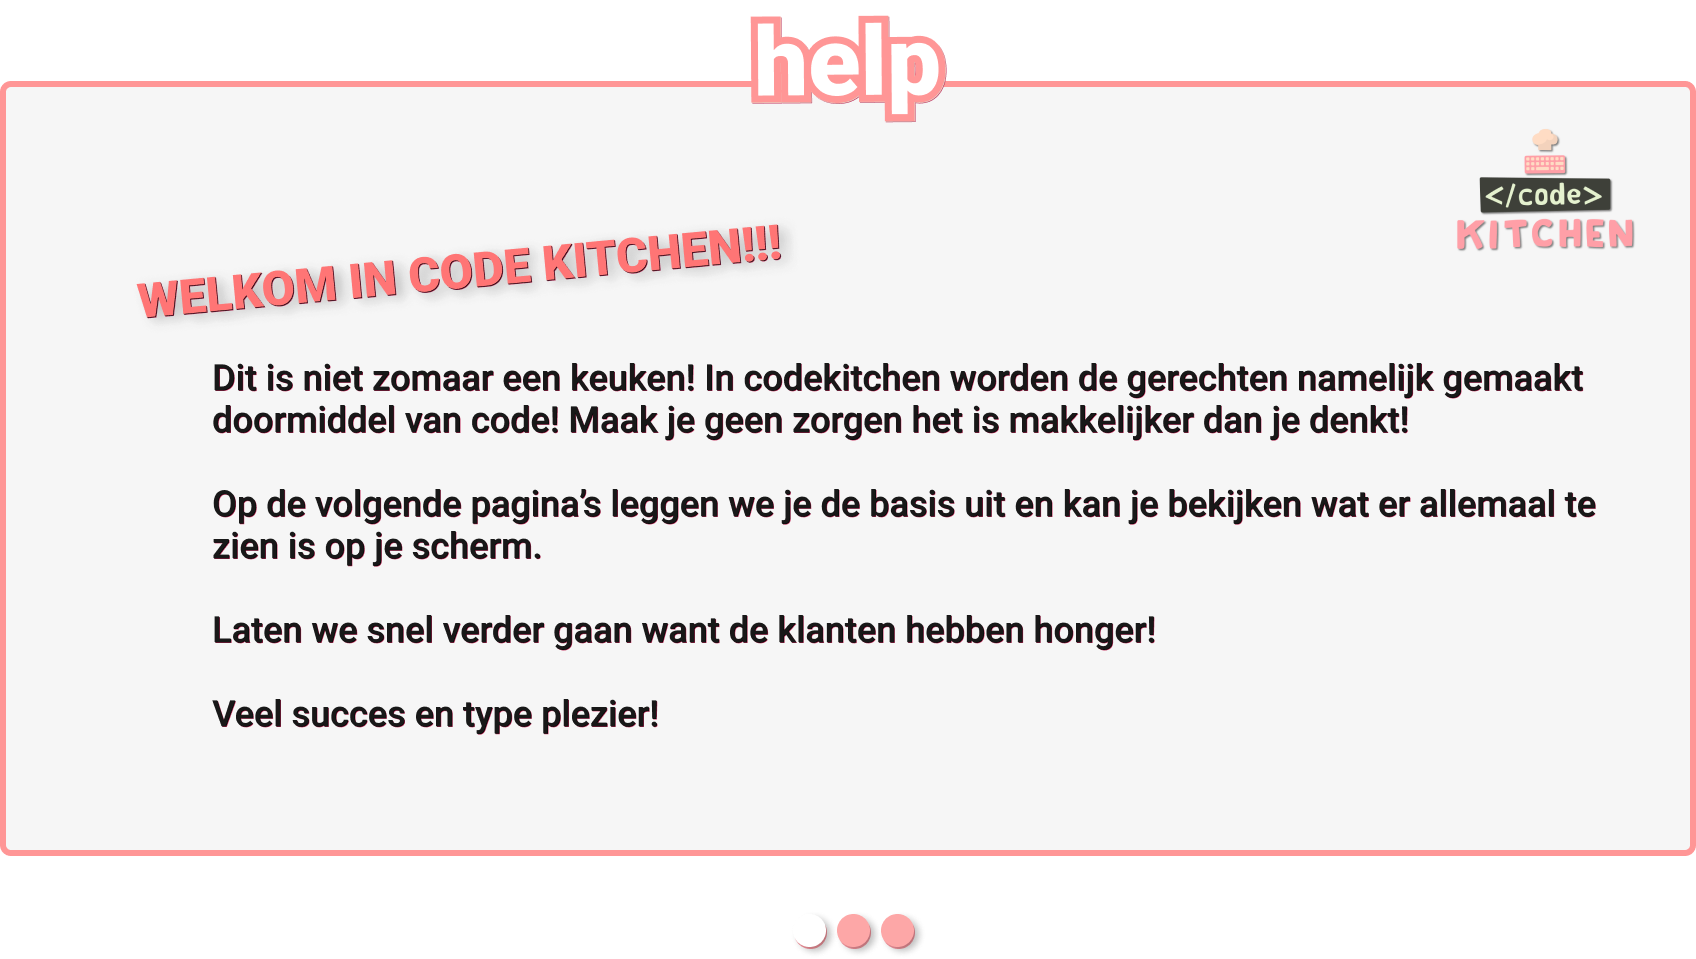 help
</code>
KITCHEN
WELKOM IN CODE KITCHEN!!!
Dit is niet zomaar een keuken! In codekitchen worden de gerechten namelijk gemaakt
doormiddel van code! Maak je geen zorgen het is makkelijker dan je denkt!
Op de volgende pagina’s leggen we je de basis uit en kan je bekijken wat er allemaal te
zien is op je scherm.
Laten we snel verder gaan want de klanten hebben honger!
Veel succes en type plezier!